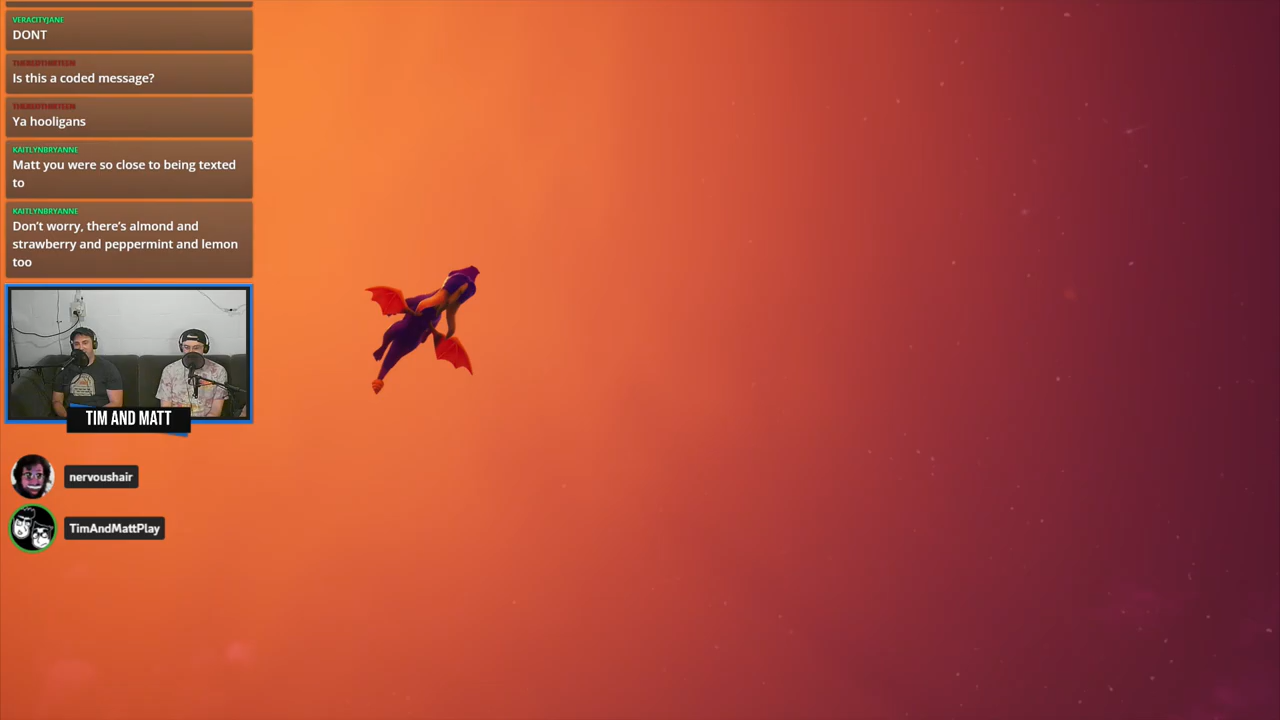 VERACITYJANE
DONT
Is this a coded message?
Ya hooligans
KAITLYNBRYANNE
Matt you were so close to being texted
to
KAITLYNBRYANNE
Don't worry, there's almond and
strawberry and peppermint and lemon
too
TIM AND MATT
nervoushair
TimAndMattPlay